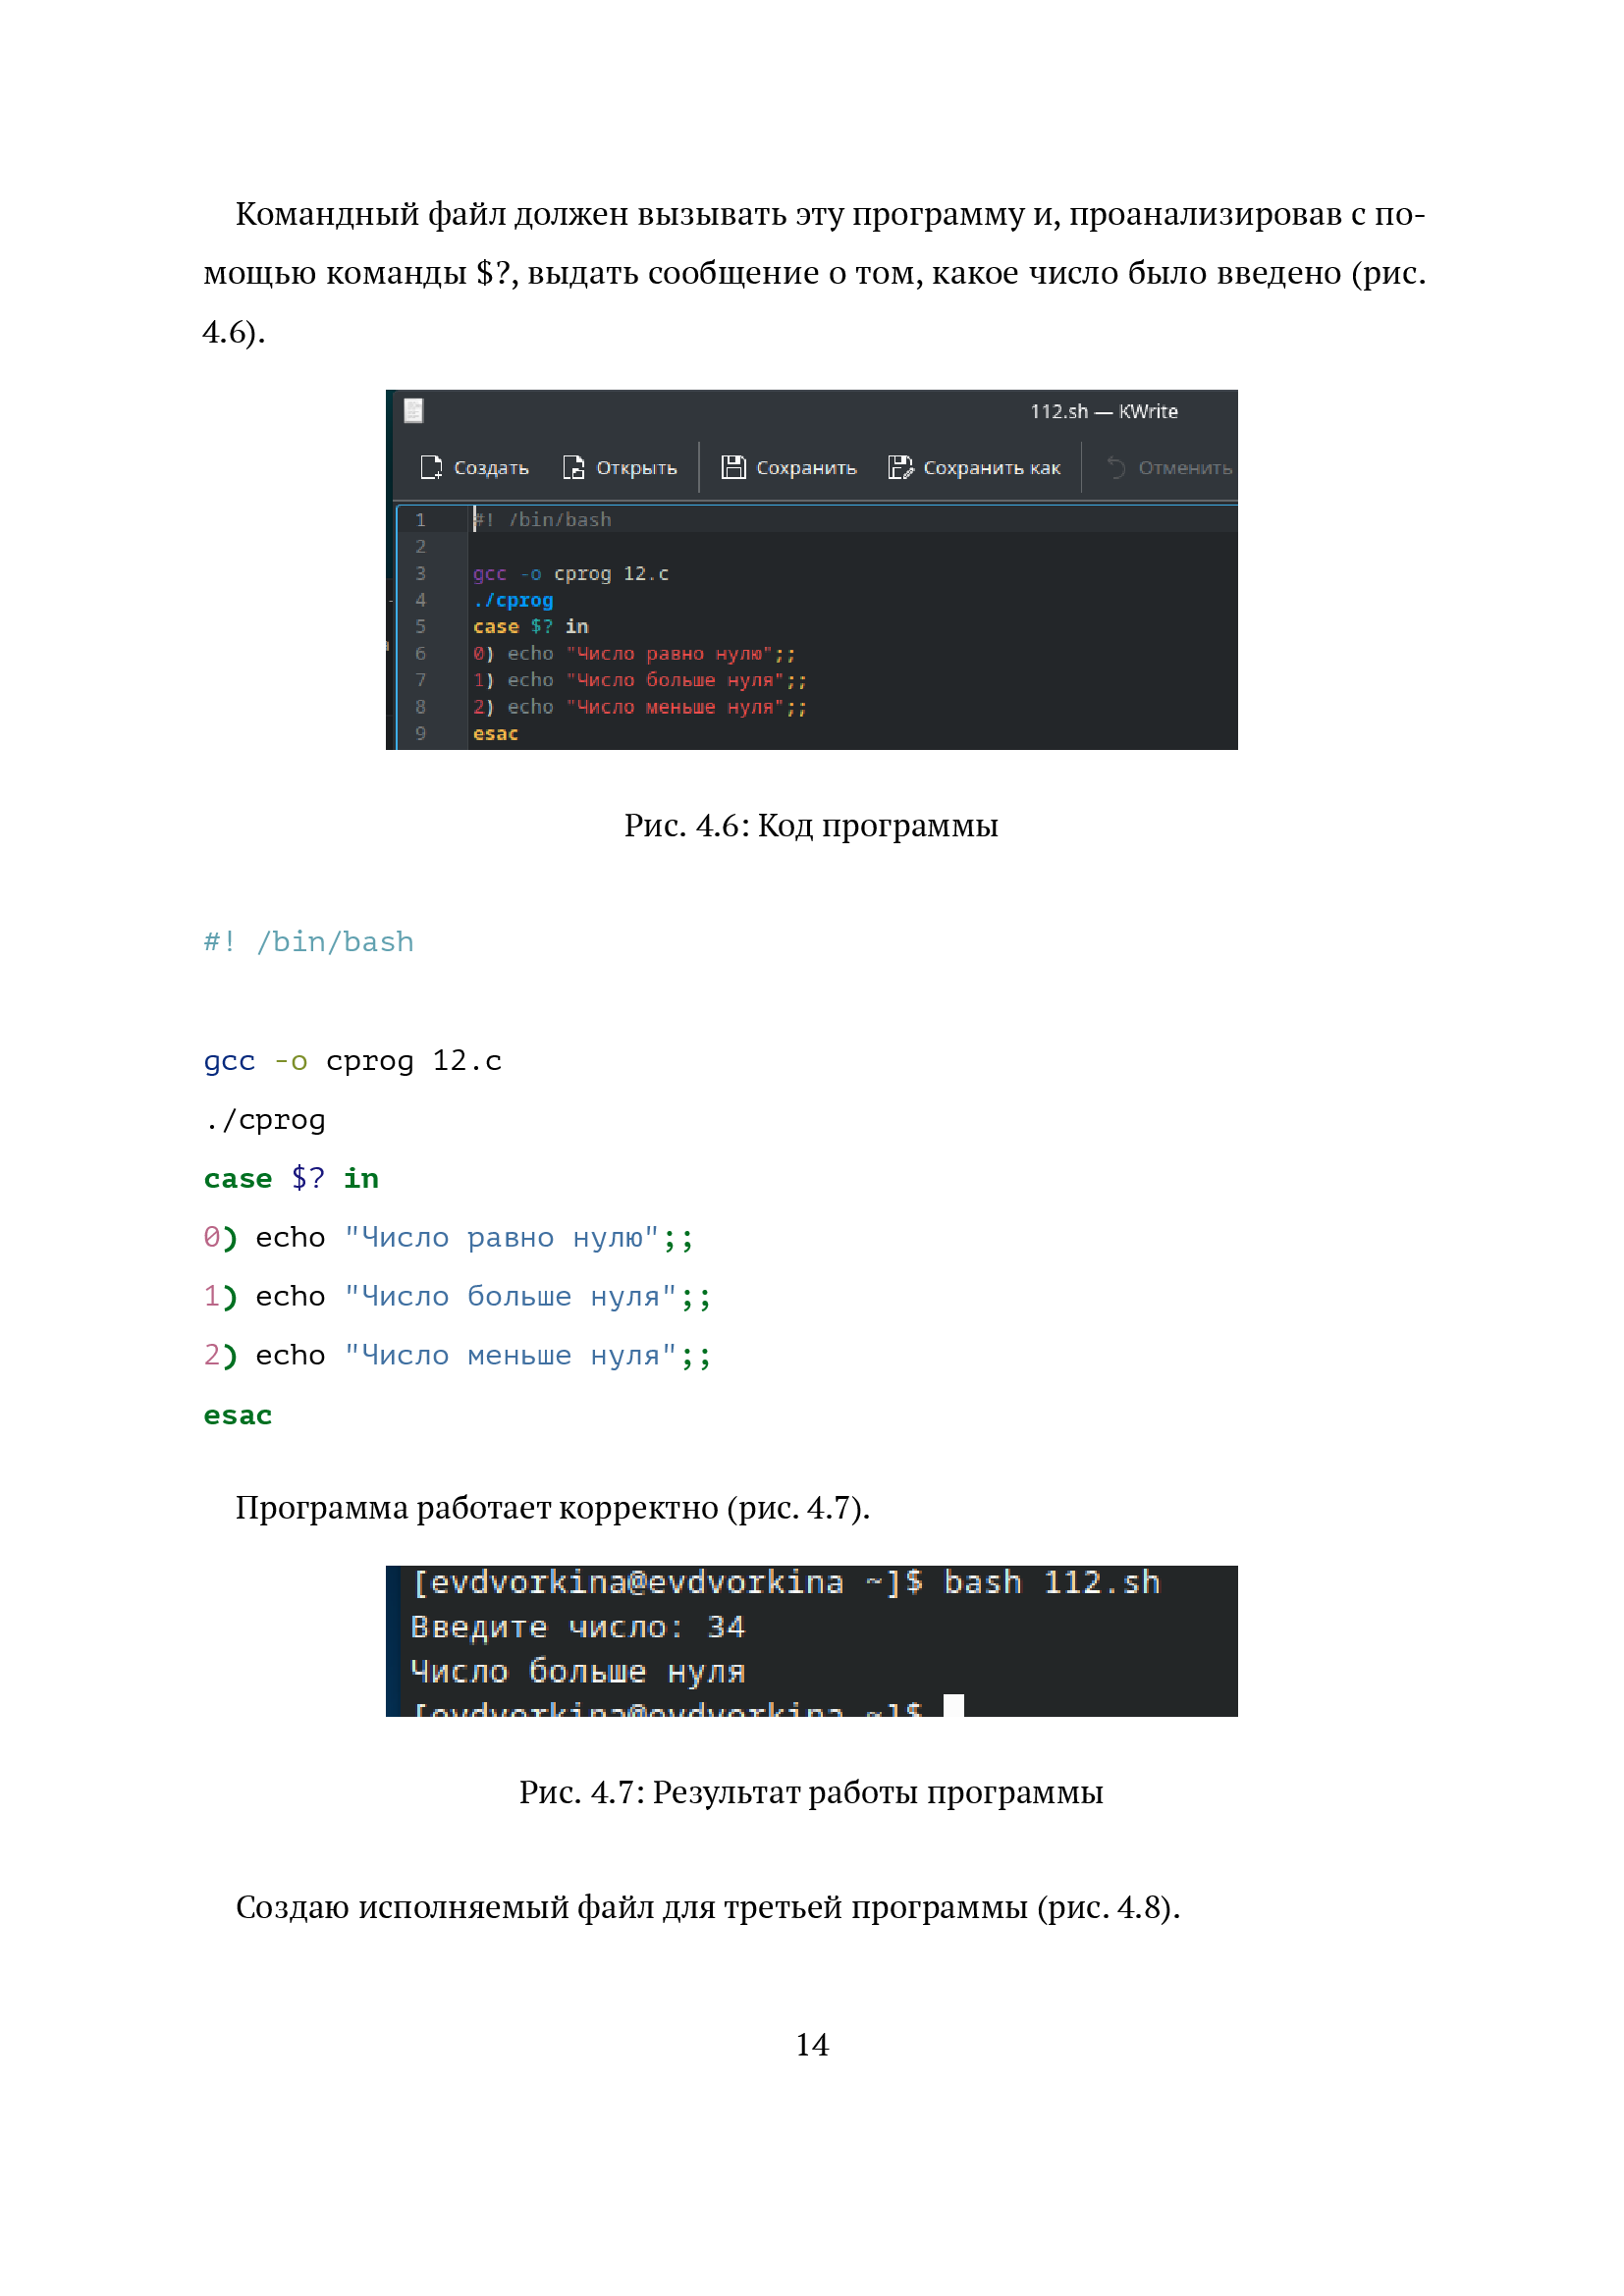 Командный файл должен вызывать эту программу и, проанализировав с по-
мощью команды $?, выдать сообщение о том, какое число было введено (рис.
4.6).
112.sh — KWrite
Создать Открыть Сохранить Сохранить как Отменить
1 #! /bin/bash
2
3 gcc -o cprog 12.c
4 ./cprog
5 case $? in
6 0) echo "Число равно нулю";;
7 1) echo "Число больше нуля";;
8 2) echo "Число меньше нуля";;
9 esac
Рис. 4.6: Код программы
#! /bin/bash
gcc -o cprog 12.c
./cprog
case $? in
0) echo "Число равно нулю";;
1) echo "Число больше нуля";;
2) echo "Число меньше нуля";;
esac
Программа работает корректно (рис. 4.7).
[evdvorkina@evdvorkina ~]$ bash 112.sh
Введите число: 34
Число больше нуля
[evdvorkina@evdvorkina ~]$
Рис. 4.7: Результат работы программы
Создаю исполняемый файл для третьей программы (рис. 4.8).
14